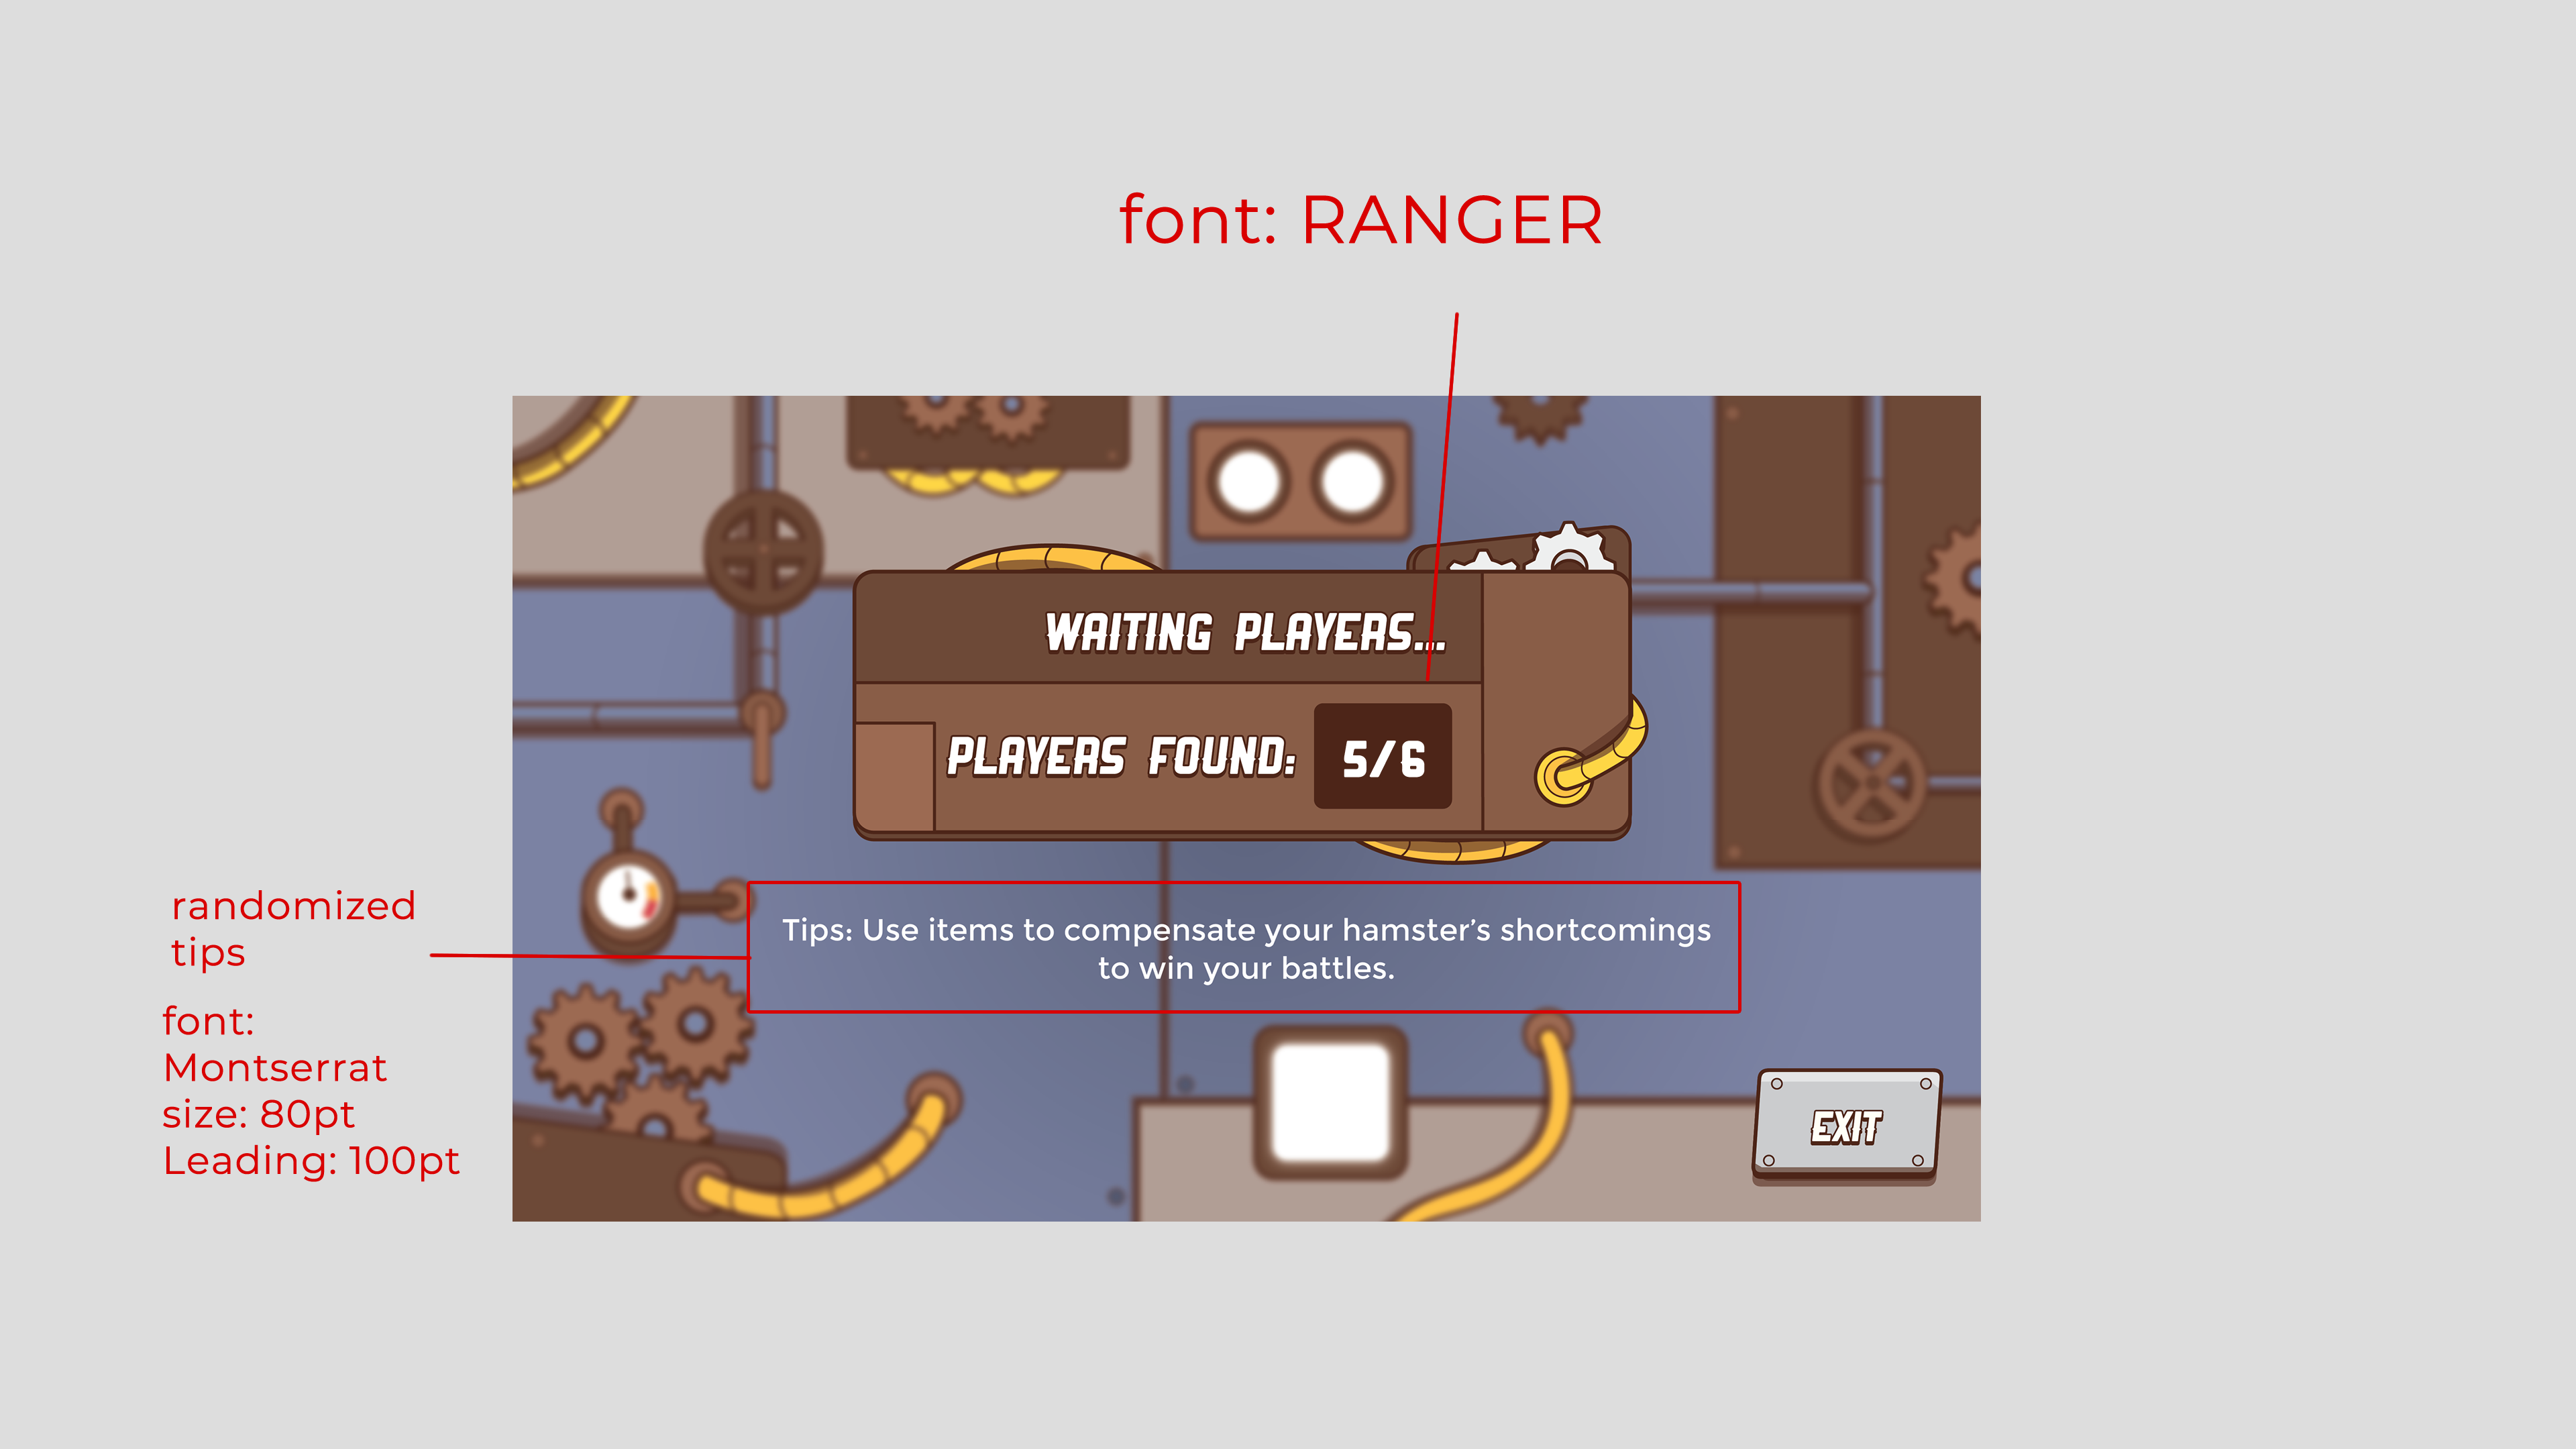 font: RANGER
WAITING PLAYERS...
PLAYERS FOUND: 5/6
randomized
tips
Tips: Use items to compensate your hamster’s shortcomings
to win your battles.
font:
Montserrat
size: 80pt
Leading: 100pt
EXIT